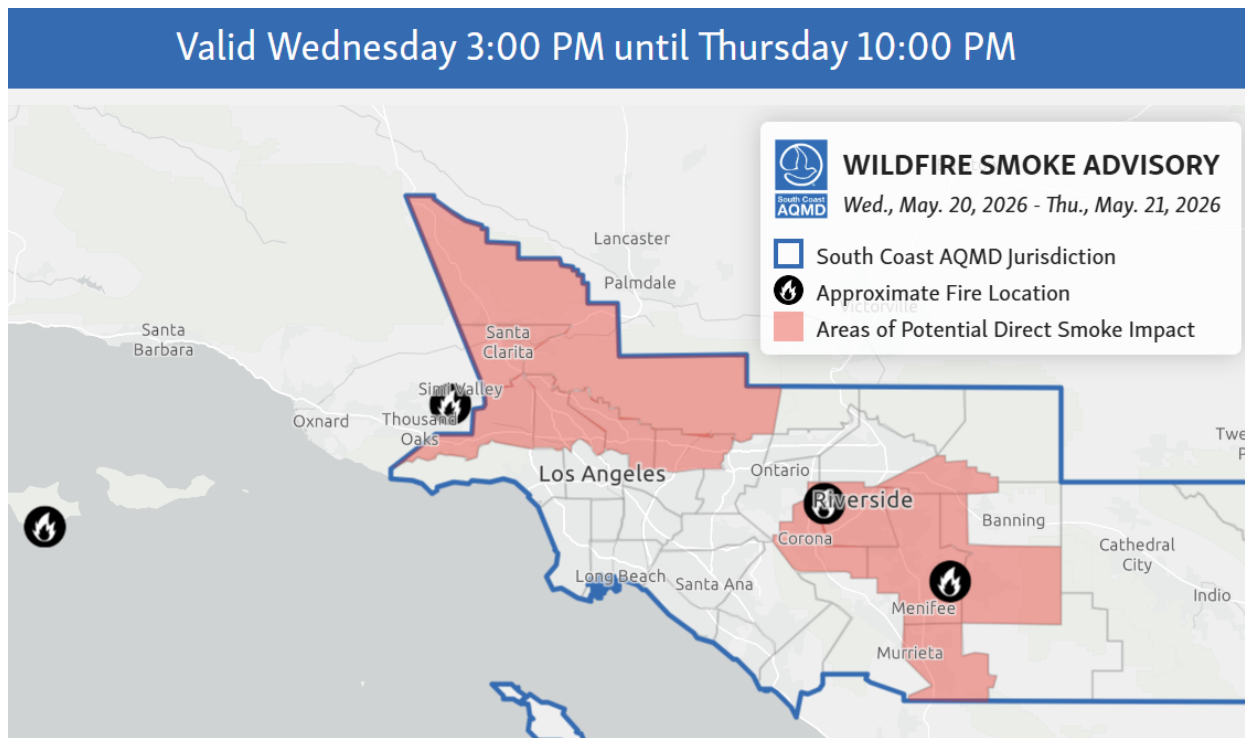 Valid Wednesday 3:00 PM until Thursday 10:00 PM
WILDFIRE SMOKE ADVISORY
South Coast
AQMD
Wed., May. 20, 2026 - Thu., May. 21, 2026
South Coast AQMD Jurisdiction
Approximate Fire Location
Areas of Potential Direct Smoke Impact
Lancaster
Palmdale
Victorville
Santa
Barbara
Santa
Clarita
Simi Valley
Oxnard
Thousand
Oaks
Los Angeles
Ontario
Riverside
Corona
Banning
Cathedral
City
Indio
Long Beach
Santa Ana
Menifee
Murrieta